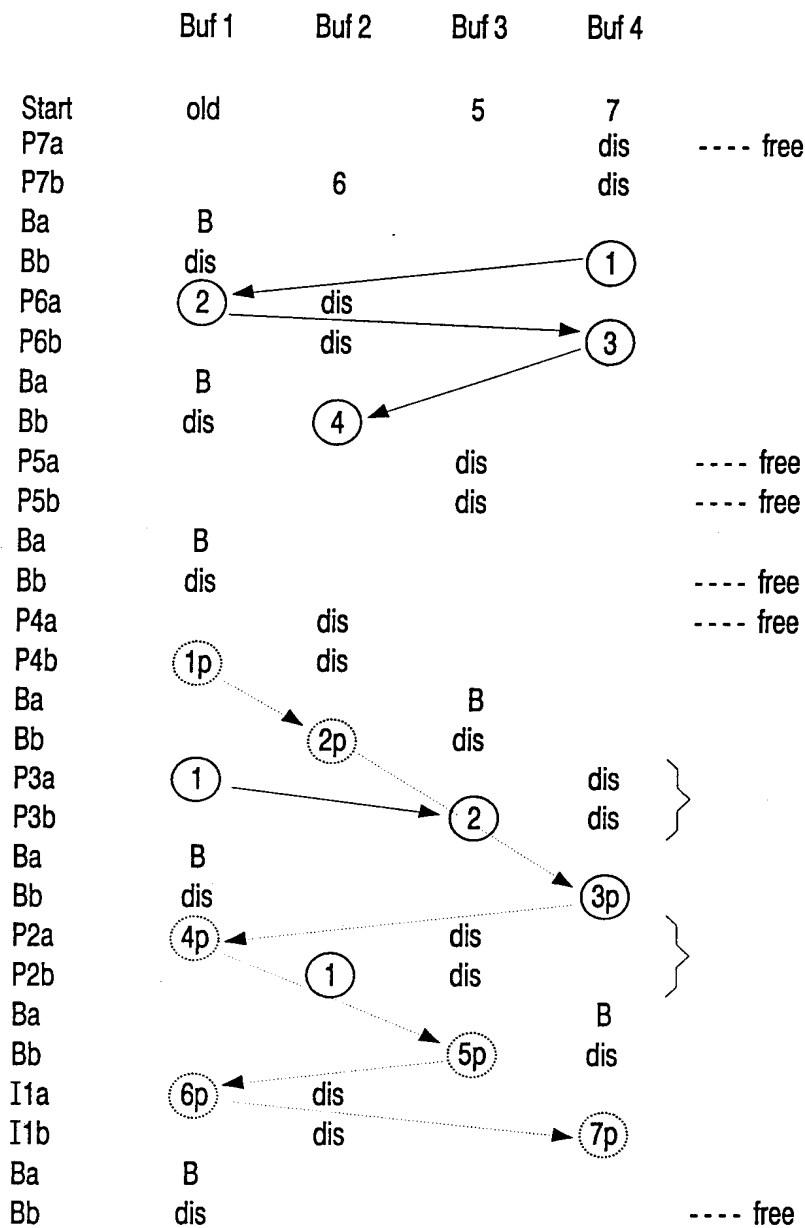 Buf 1 Buf 2 Buf 3 Buf 4
Start old 5 7
P7a dis ---- free
P7b 6 dis
Ba B
Bb dis 1
P6a 2 dis
P6b dis 3
Ba B
Bb dis 4
P5a dis ---- free
P5b dis ---- free
Ba B
Bb dis ---- free
P4a dis ---- free
P4b 1p dis
Ba B
Bb 2p dis
P3a 1 dis
P3b 2 dis
Ba B
Bb dis 3p
P2a 4p dis
P2b 1 dis
Ba B
Bb 5p dis
I1a 6p dis
I1b dis 7p
Ba B
Bb dis ---- free